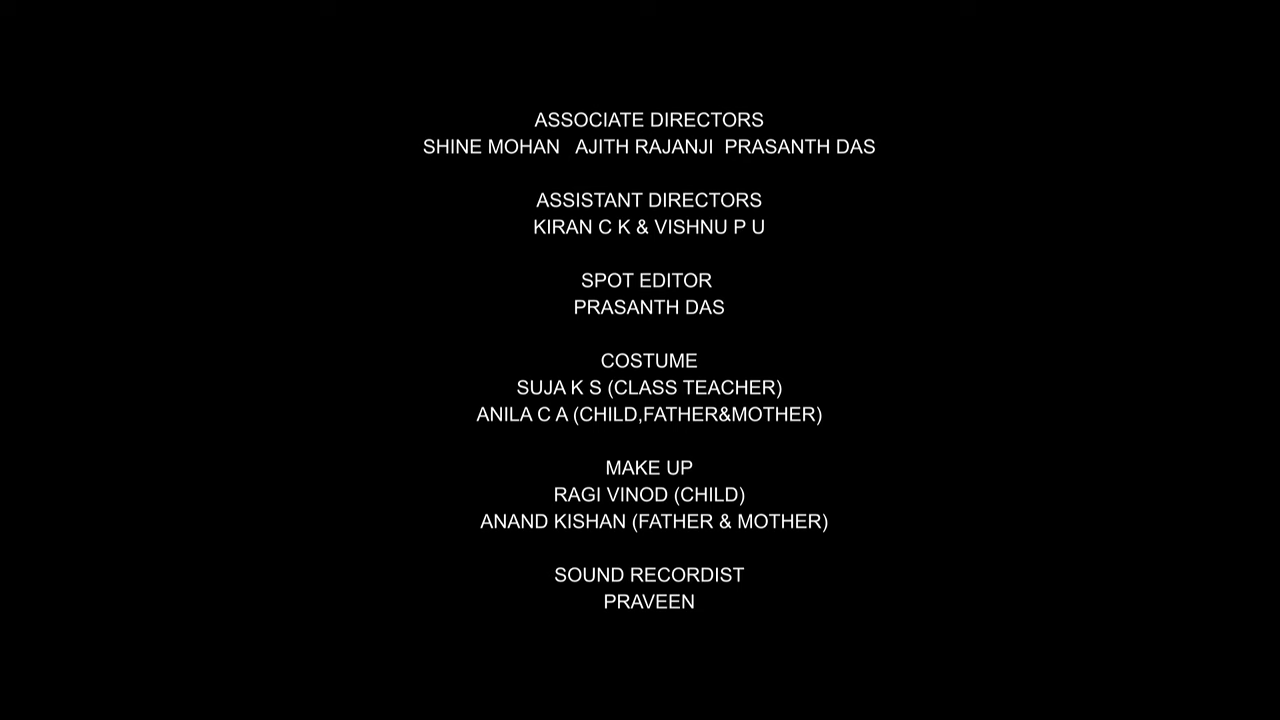 ASSOCIATE DIRECTORS
SHINE MOHAN   AJITH RAJANJI  PRASANTH DAS
ASSISTANT DIRECTORS
KIRAN C K & VISHNU P U
SPOT EDITOR
PRASANTH DAS
COSTUME
SUJA K S (CLASS TEACHER)
ANILA C A (CHILD,FATHER&MOTHER)
MAKE UP
RAGI VINOD (CHILD)
ANAND KISHAN (FATHER & MOTHER)
SOUND RECORDIST
PRAVEEN